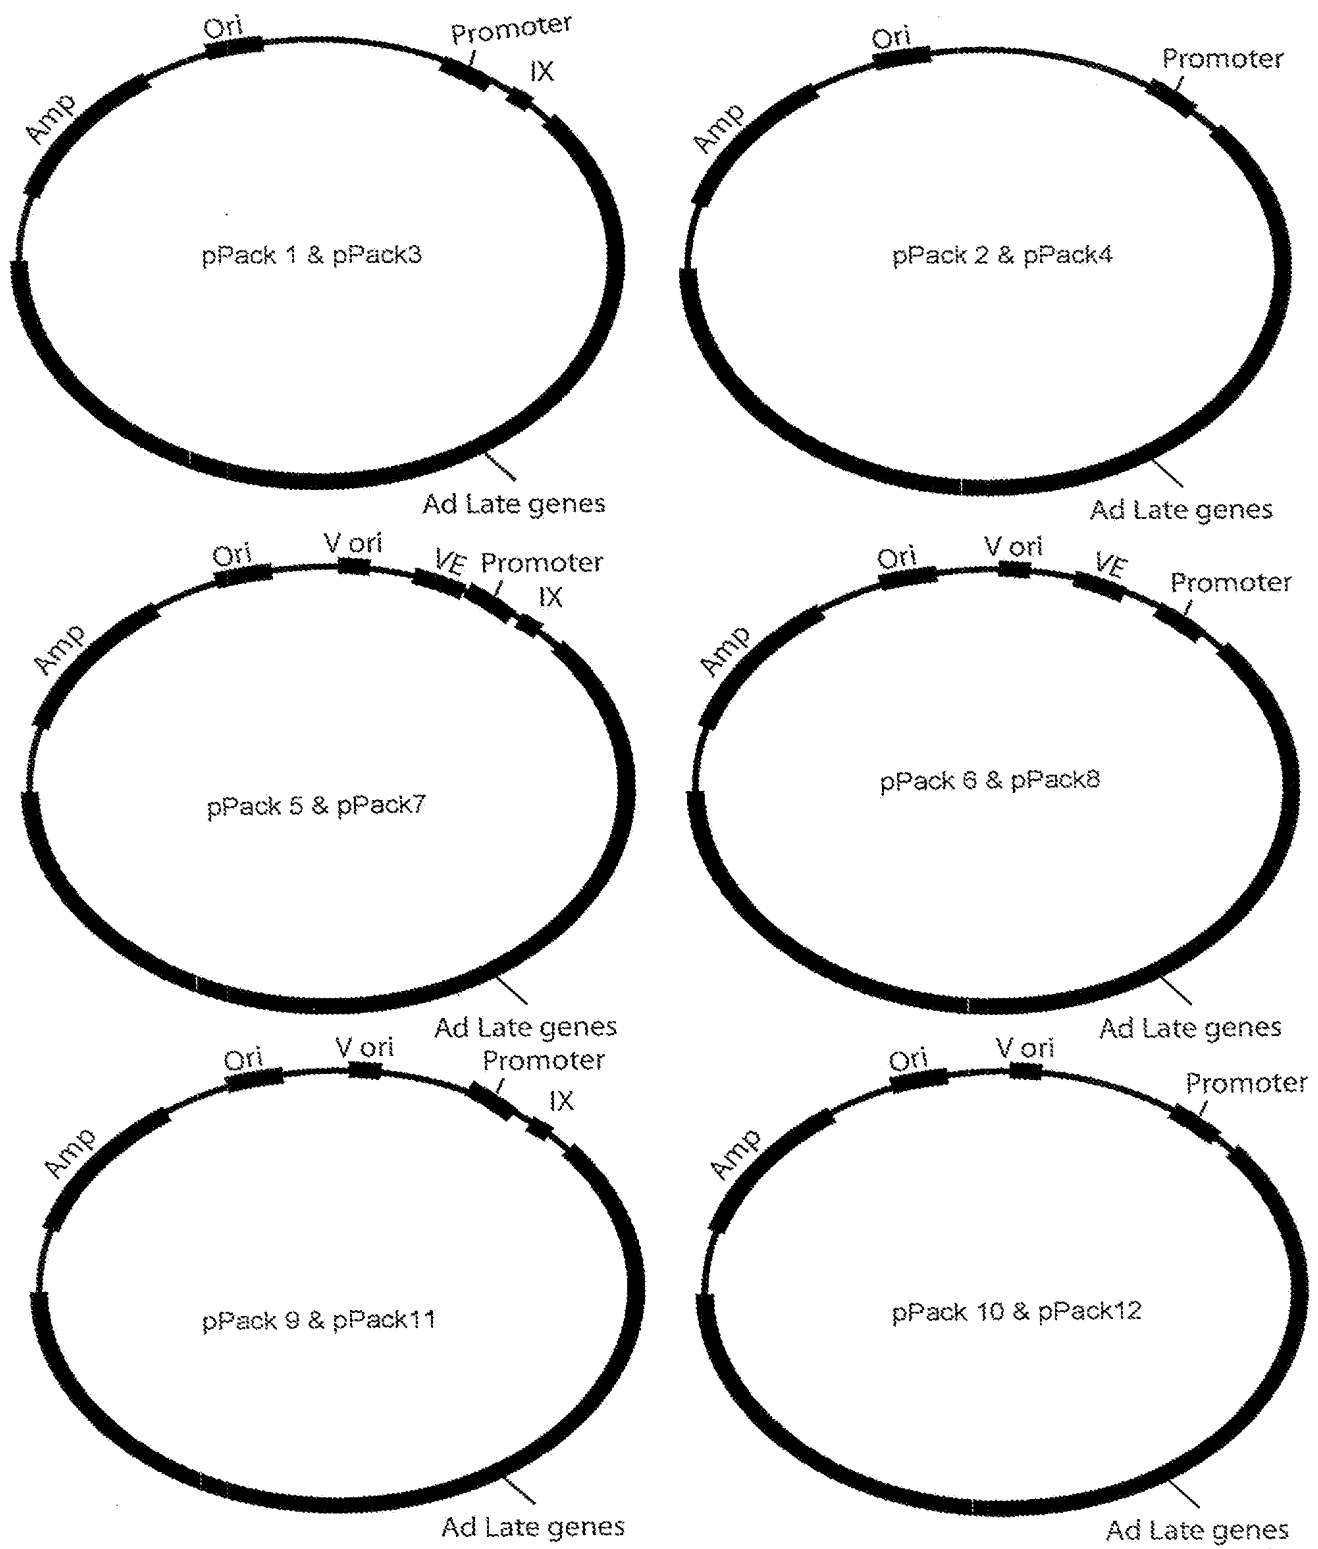 Ori
Promoter
IX
Amp
pPack 1 & pPack3
Ad Late genes
Ori
Promoter
Amp
pPack 2 & pPack4
Ad Late genes
Ori
V ori
VE
Promoter
IX
Amp
pPack 5 & pPack7
Ad Late genes
Ori
V ori
VE
Promoter
Amp
pPack 6 & pPack8
Ad Late genes
Ori
V ori
Promoter
IX
Amp
pPack 9 & pPack11
Ad Late genes
Ori
V ori
Promoter
Amp
pPack 10 & pPack12
Ad Late genes